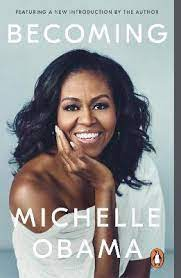 FEATURING A NEW INTRODUCTION BY THE AUTHOR
BECOMING
MICHELLE
OBAMA